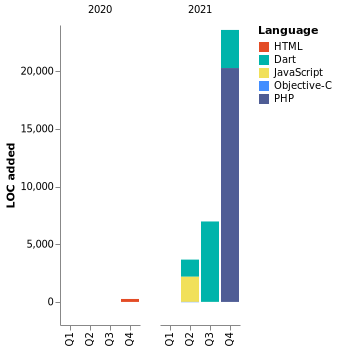 2020
2021
LOC added
20,000
15,000
10,000
5,000
0
Q1
Q2
Q3
Q4
Q1
Q2
Q3
Q4
Language
HTML
Dart
JavaScript
Objective-C
PHP